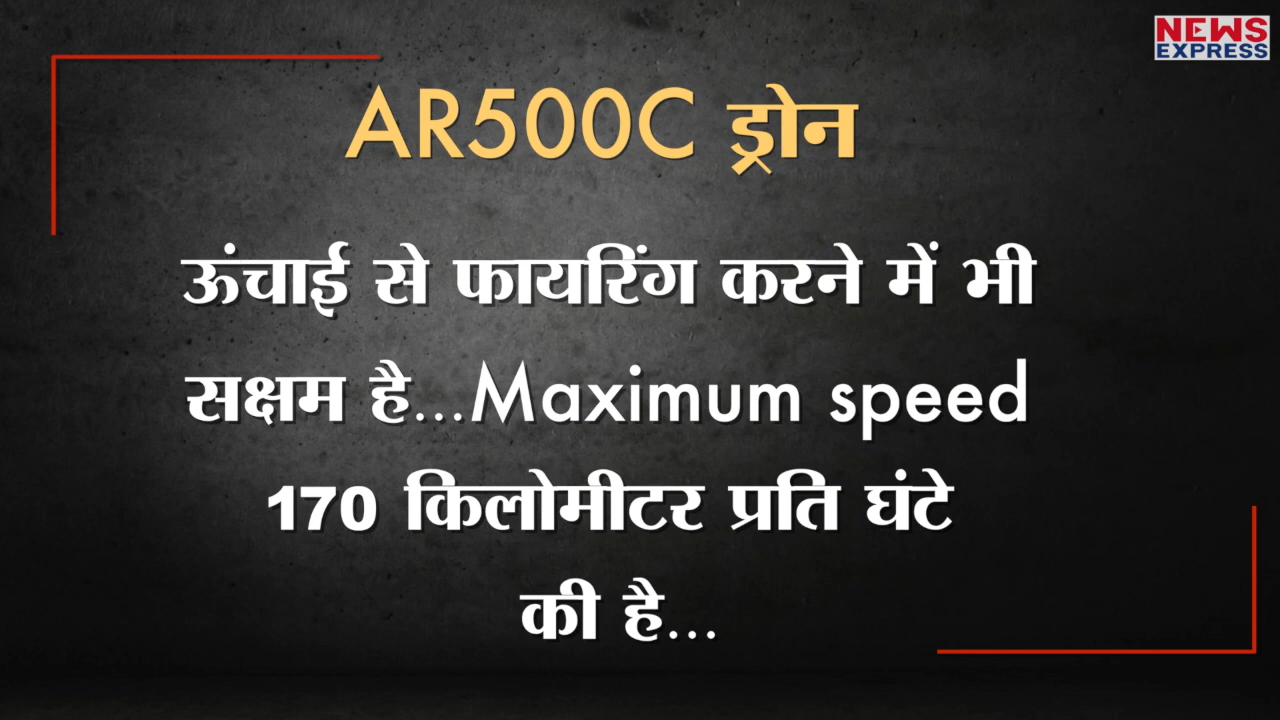 NEWS
EXPRESS
AR500C ड्रोन
ऊंचाई से फायरिंग करने में भी
सक्षम है...Maximum speed
170 किलोमीटर प्रति घंटे
की है...